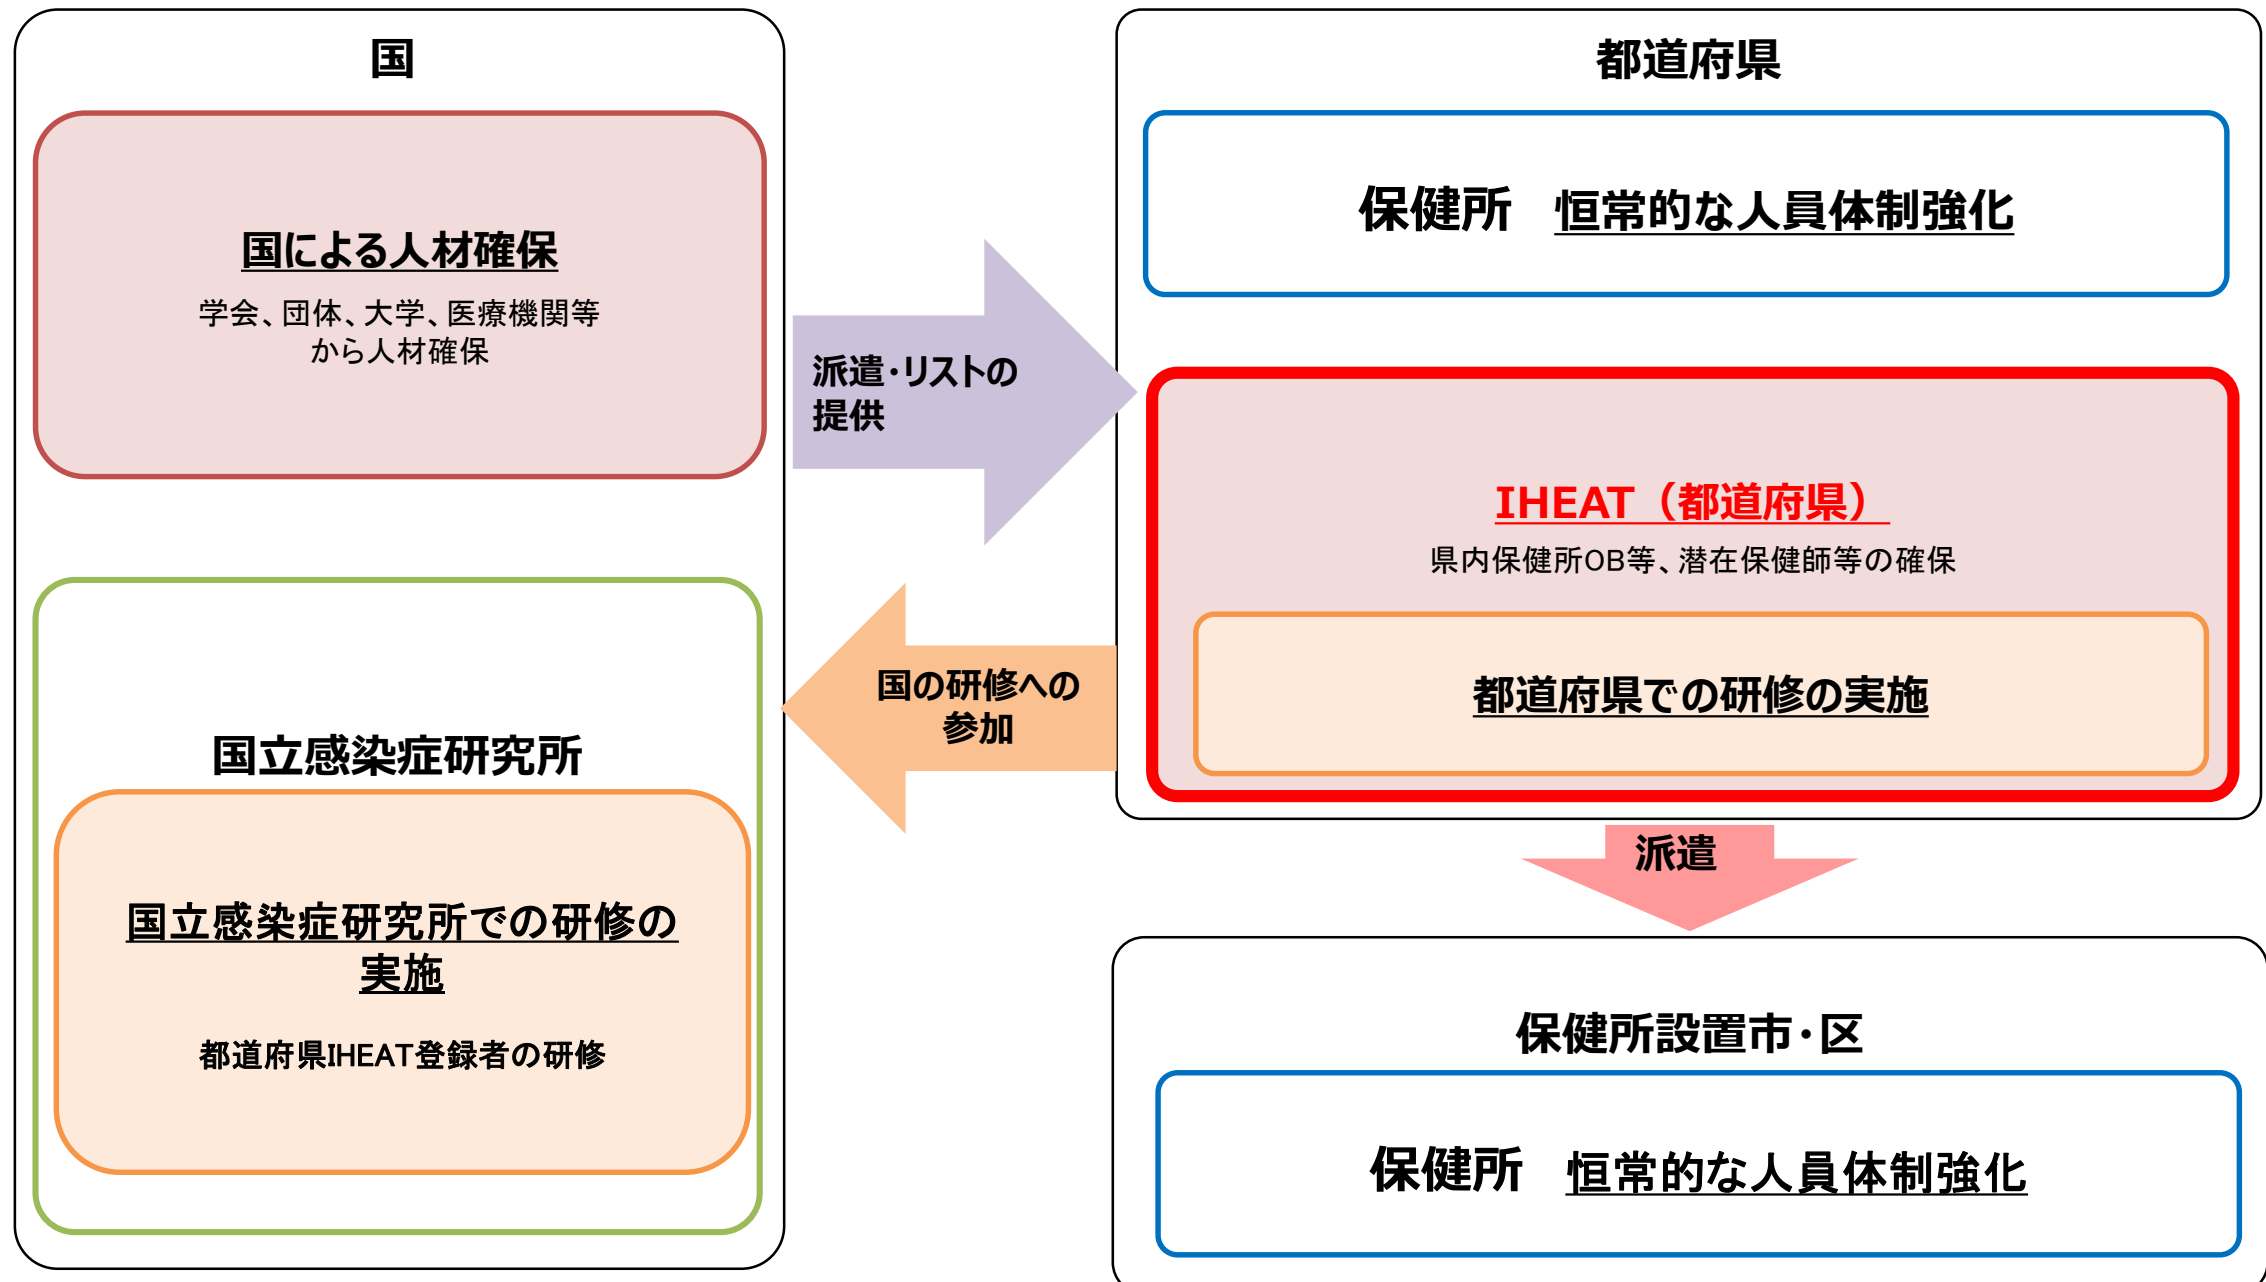 国
国による人材確保
学会、団体、大学、医療機関等
から人材確保
国立感染症研究所
国立感染症研究所での研修の
実施
都道府県IHEAT登録者の研修
派遣・リストの
提供
国の研修への
参加
都道府県
保健所　恒常的な人員体制強化
IHEAT（都道府県）
県内保健所OB等、潜在保健師等の確保
都道府県での研修の実施
派遣
保健所設置市・区
保健所　恒常的な人員体制強化